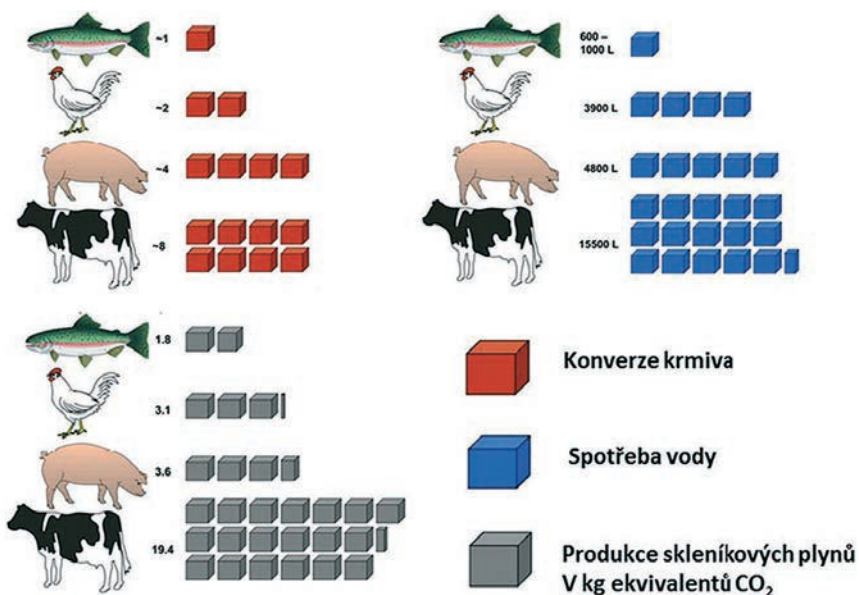 ~1
~2
~4
~8
600 –
1000 L
3900 L
4800 L
15500 L
1.8
3.1
3.6
19.4
Konverze krmiva
Spotřeba vody
Produkce skleníkových plynů
V kg ekvivalentů CO₂